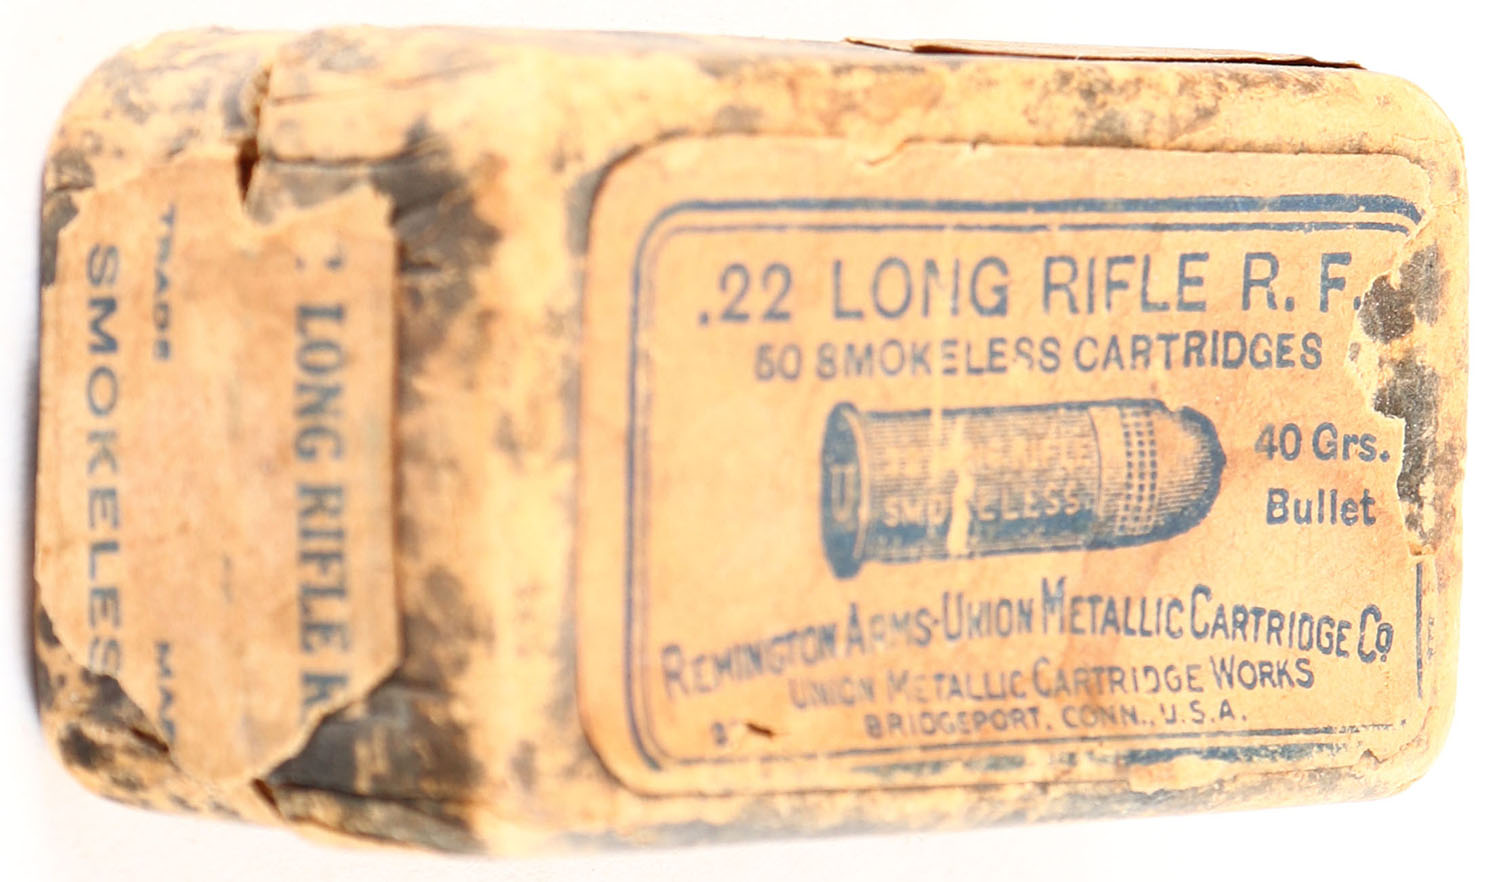 .22 LONG RIFLE R. F.
50 SMOKELESS CARTRIDGES
40 Grs.
Bullet
U
SMOKELESS
REMINGTON ARMS-UNION METALLIC CARTRIDGE CO
UNION METALLIC CARTRIDGE WORKS
BRIDGEPORT, CONN., U.S.A.
LONG RIFLE
TRADE
SMOKELES